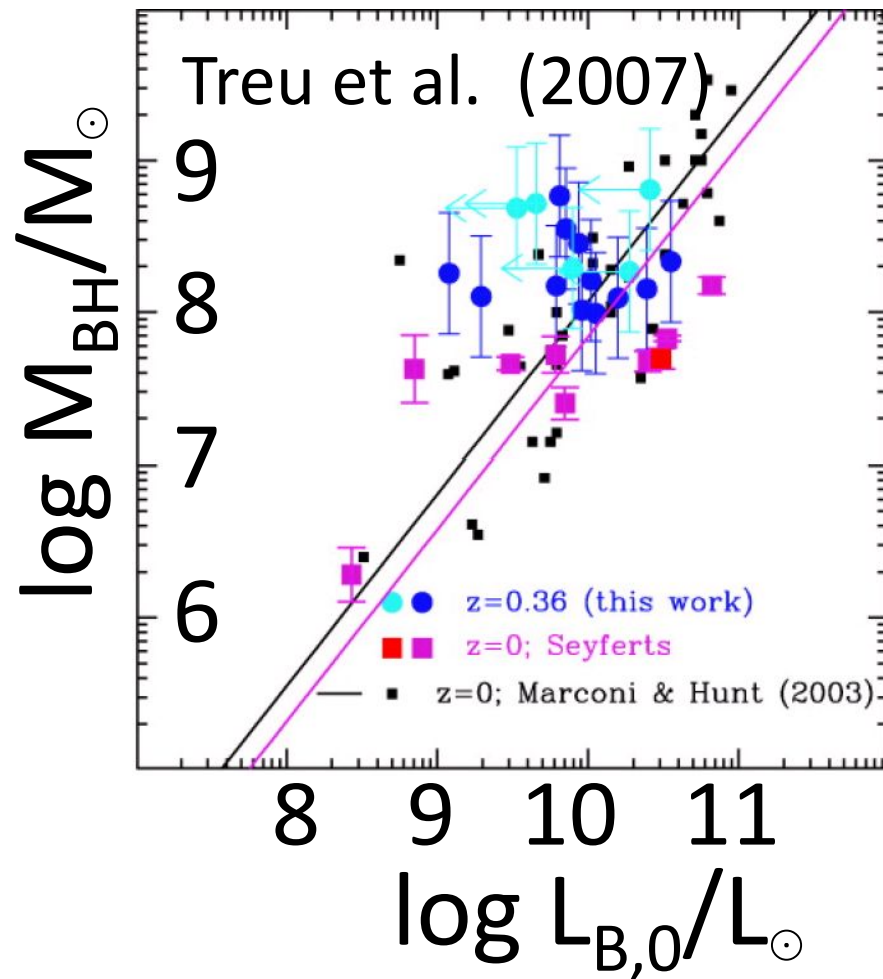 Treu et al. (2007)
log M_BH/M_☉
9
8
7
6
z=0.36 (this work)
z=0; Seyferts
z=0; Marconi & Hunt (2003)
8 9 10 11
log L_B,0/L_☉